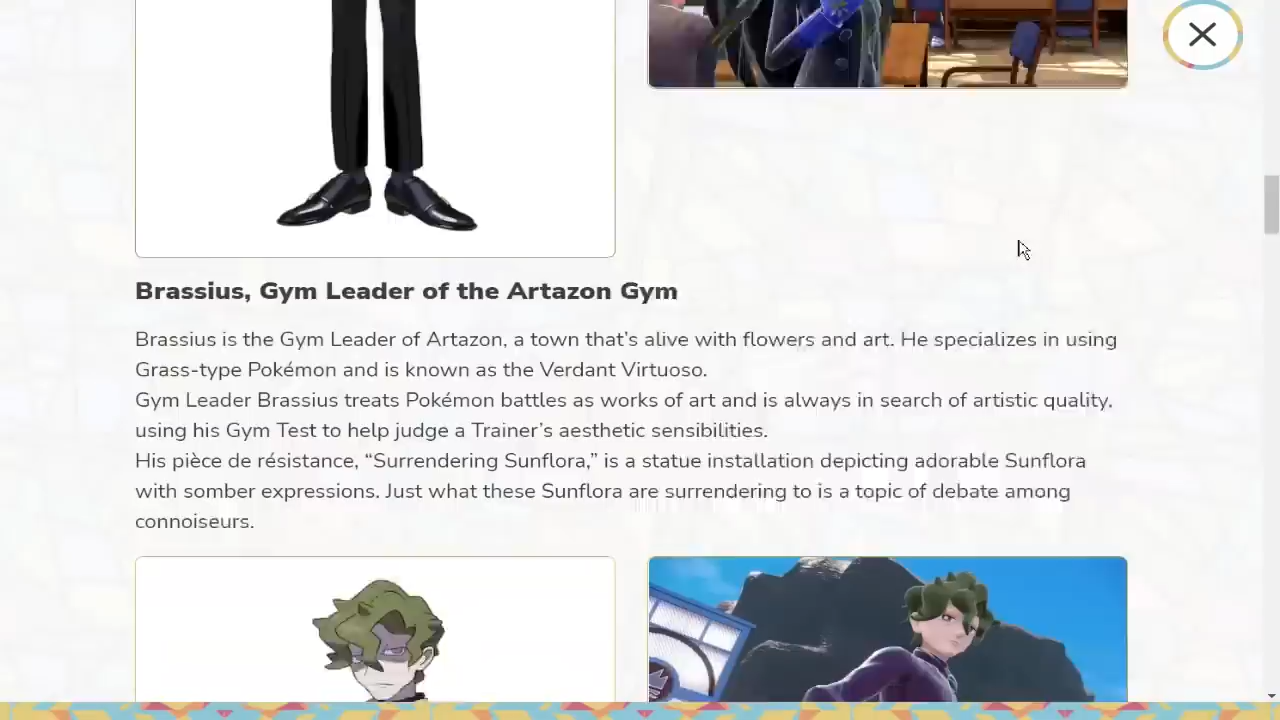 Brassius, Gym Leader of the Artazon Gym
Brassius is the Gym Leader of Artazon, a town that’s alive with flowers and art. He specializes in using
Grass-type Pokémon and is known as the Verdant Virtuoso.
Gym Leader Brassius treats Pokémon battles as works of art and is always in search of artistic quality,
using his Gym Test to help judge a Trainer’s aesthetic sensibilities.
His pièce de résistance, “Surrendering Sunflora,” is a statue installation depicting adorable Sunflora
with somber expressions. Just what these Sunflora are surrendering to is a topic of debate among
connoiseurs.